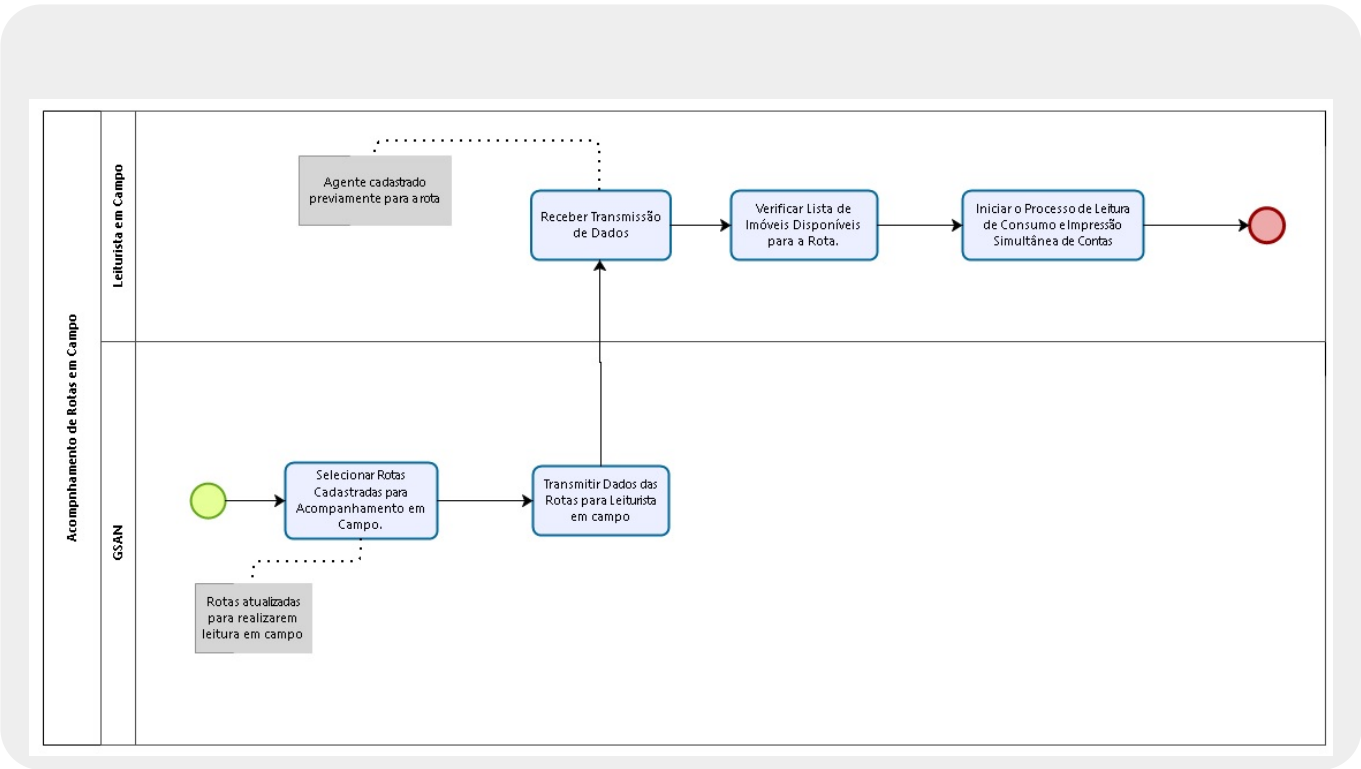 Acompnhamento de Rotas em Campo
Leiturista em Campo
Agente cadastrado
previamente para a rota
Receber Transmissão
de Dados
Verificar Lista de
Imóveis Disponíveis
para a Rota.
Iniciar o Processo de Leitura
de Consumo e Impressão
Simultânea de Contas
GSAN
Selecionar Rotas
Cadastradas para
Acompanhamento em
Campo.
Transmitir Dados das
Rotas para Leiturista
em campo
Rotas atualizadas
para realizarem
leitura em campo